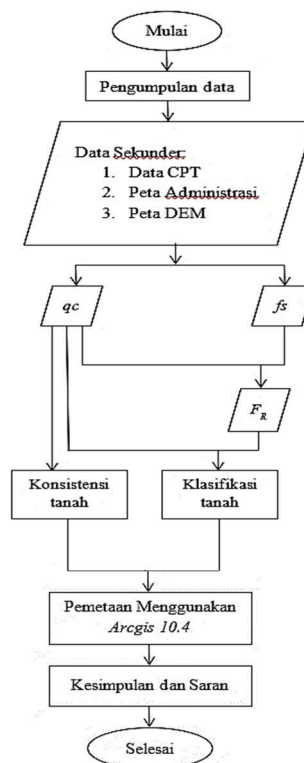 Mulai
Pengumpulan data
Data Sekunder:
1. Data CPT
2. Peta Administrasi
3. Peta DEM
qc
fs
F_R
Konsistensi
tanah
Klasifikasi
tanah
Pemetaan Menggunakan
Arcgis 10.4
Kesimpulan dan Saran
Selesai